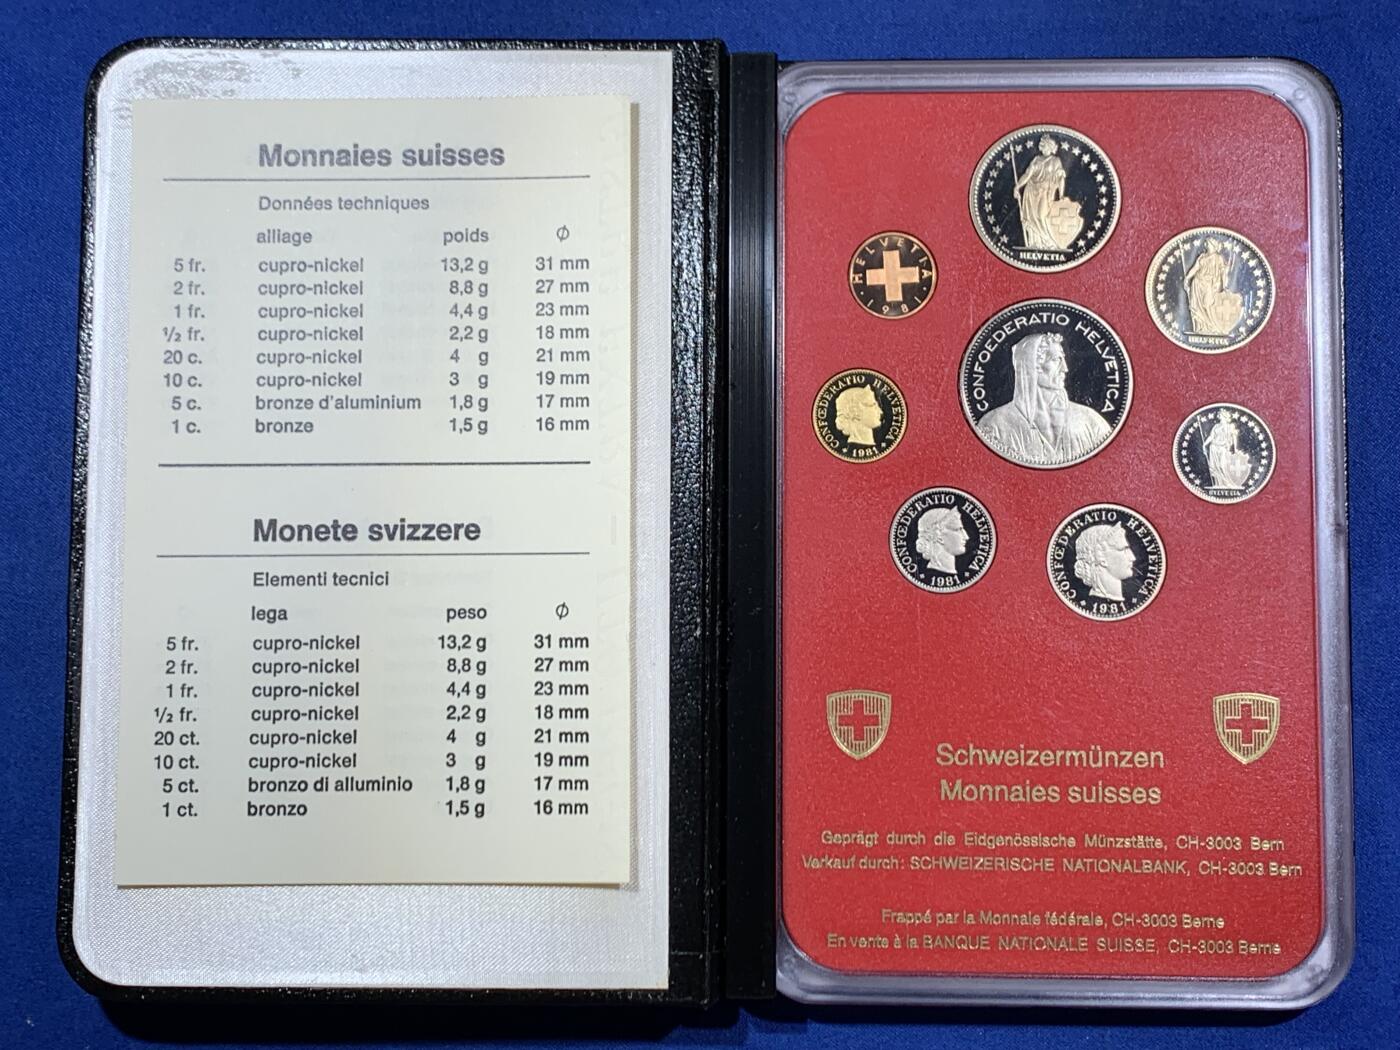 Monnaies suisses
Données techniques
alliage poids Ø
5 fr. cupro-nickel 13,2 g 31 mm
2 fr. cupro-nickel 8,8 g 27 mm
1 fr. cupro-nickel 4,4 g 23 mm
½ fr. cupro-nickel 2,2 g 18 mm
20 c. cupro-nickel 4 g 21 mm
10 c. cupro-nickel 3 g 19 mm
5 c. bronze d'aluminium 1,8 g 17 mm
1 c. bronze 1,5 g 16 mm
Monete svizzere
Elementi tecnici
lega peso Ø
5 fr. cupro-nickel 13,2 g 31 mm
2 fr. cupro-nickel 8,8 g 27 mm
1 fr. cupro-nickel 4,4 g 23 mm
½ fr. cupro-nickel 2,2 g 18 mm
20 ct. cupro-nickel 4 g 21 mm
10 ct. cupro-nickel 3 g 19 mm
5 ct. bronzo di alluminio 1,8 g 17 mm
1 ct. bronzo 1,5 g 16 mm
HELVETIA
HELVETIA
1981
HELVETIA
CONFOEDERATIO HELVETICA
CONFŒDERATIO HELVETICA
1981
HELVETIA
CONFŒDERATIO HELVETICA
1981
CONFŒDERATIO HELVETICA
1981
Schweizermünzen
Monnaies suisses
Geprägt durch die Eidgenössische Münzstätte, CH-3003 Bern
Verkauf durch: SCHWEIZERISCHE NATIONALBANK, CH-3003 Bern
Frappé par la Monnaie fédérale, CH-3003 Berne
En vente à la BANQUE NATIONALE SUISSE, CH-3003 Berne